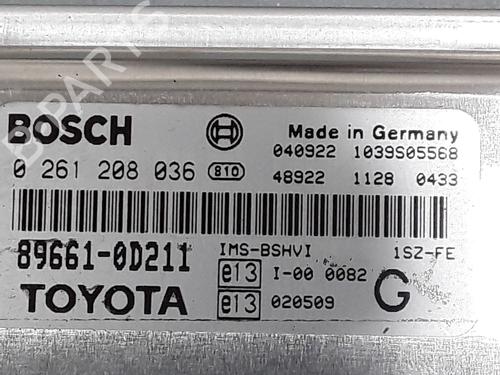 BOSCH
Made in Germany
040922 1039S05568
0 261 208 036 810
48922 1128 0433
89661-0D211
IMS-BSHVI 1SZ-FE
e13 I-00 0082
TOYOTA
e13 020509
G
B PARTS